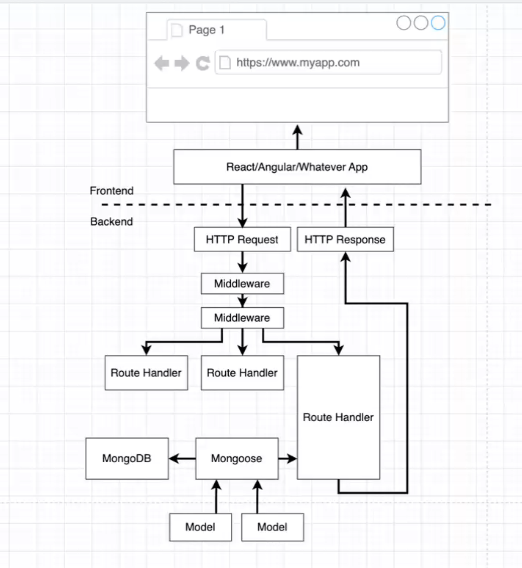 Page 1
https://www.myapp.com
React/Angular/Whatever App
Frontend
Backend
HTTP Request
HTTP Response
Middleware
Middleware
Route Handler
Route Handler
Route Handler
MongoDB
Mongoose
Model
Model